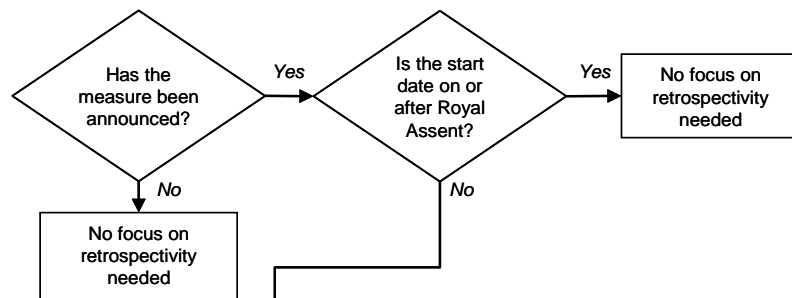 Has the
measure been
announced?
Yes
Is the start
date on or
after Royal
Assent?
Yes
No focus on
retrospectivity
needed
No
No
No focus on
retrospectivity
needed